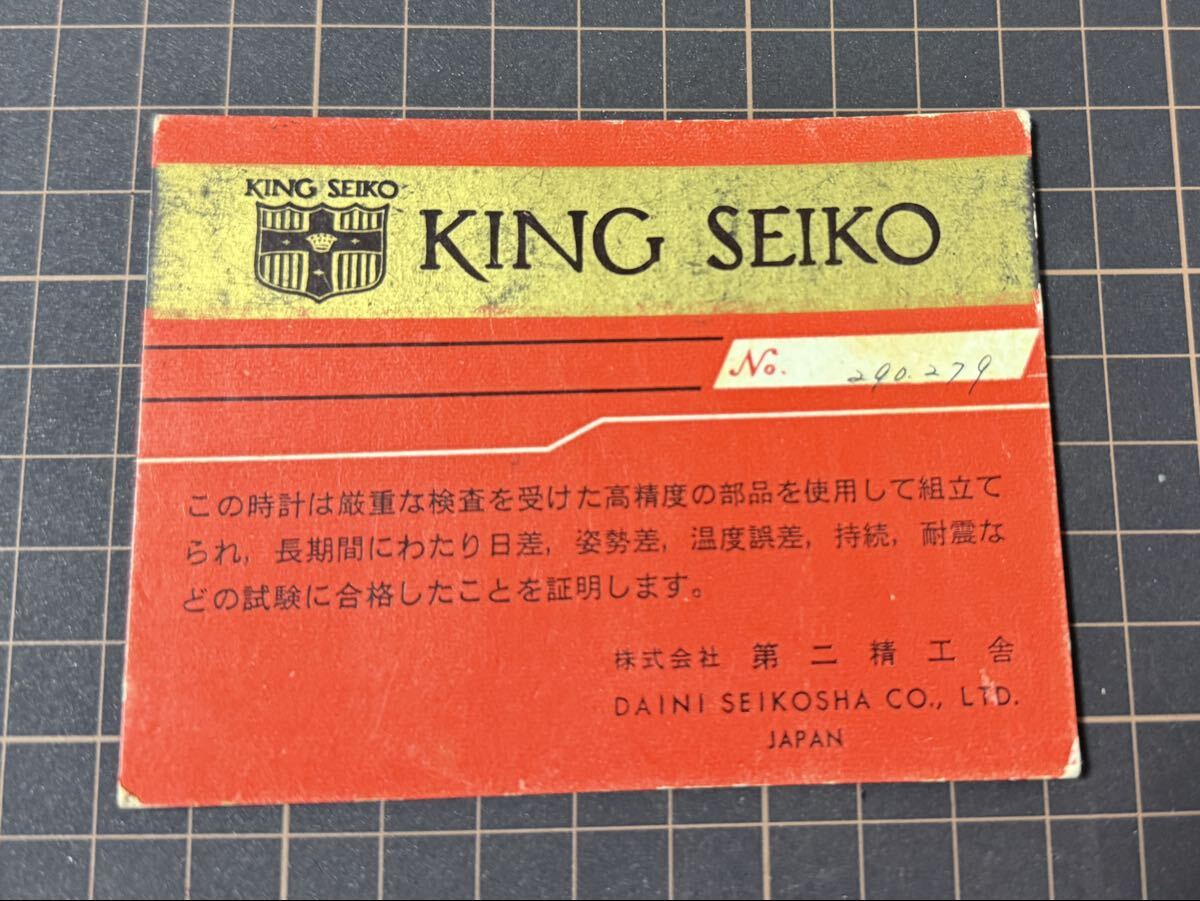 KING SEIKO
KING SEIKO
No. 290.279
この時計は厳重な検査を受けた高精度の部品を使用して組立て
られ, 長期間にわたり日差, 姿勢差, 温度誤差, 持続, 耐震な
どの試験に合格したことを証明します。
株式会社 第二精工舎
DAINI SEIKOSHA CO., LTD.
JAPAN